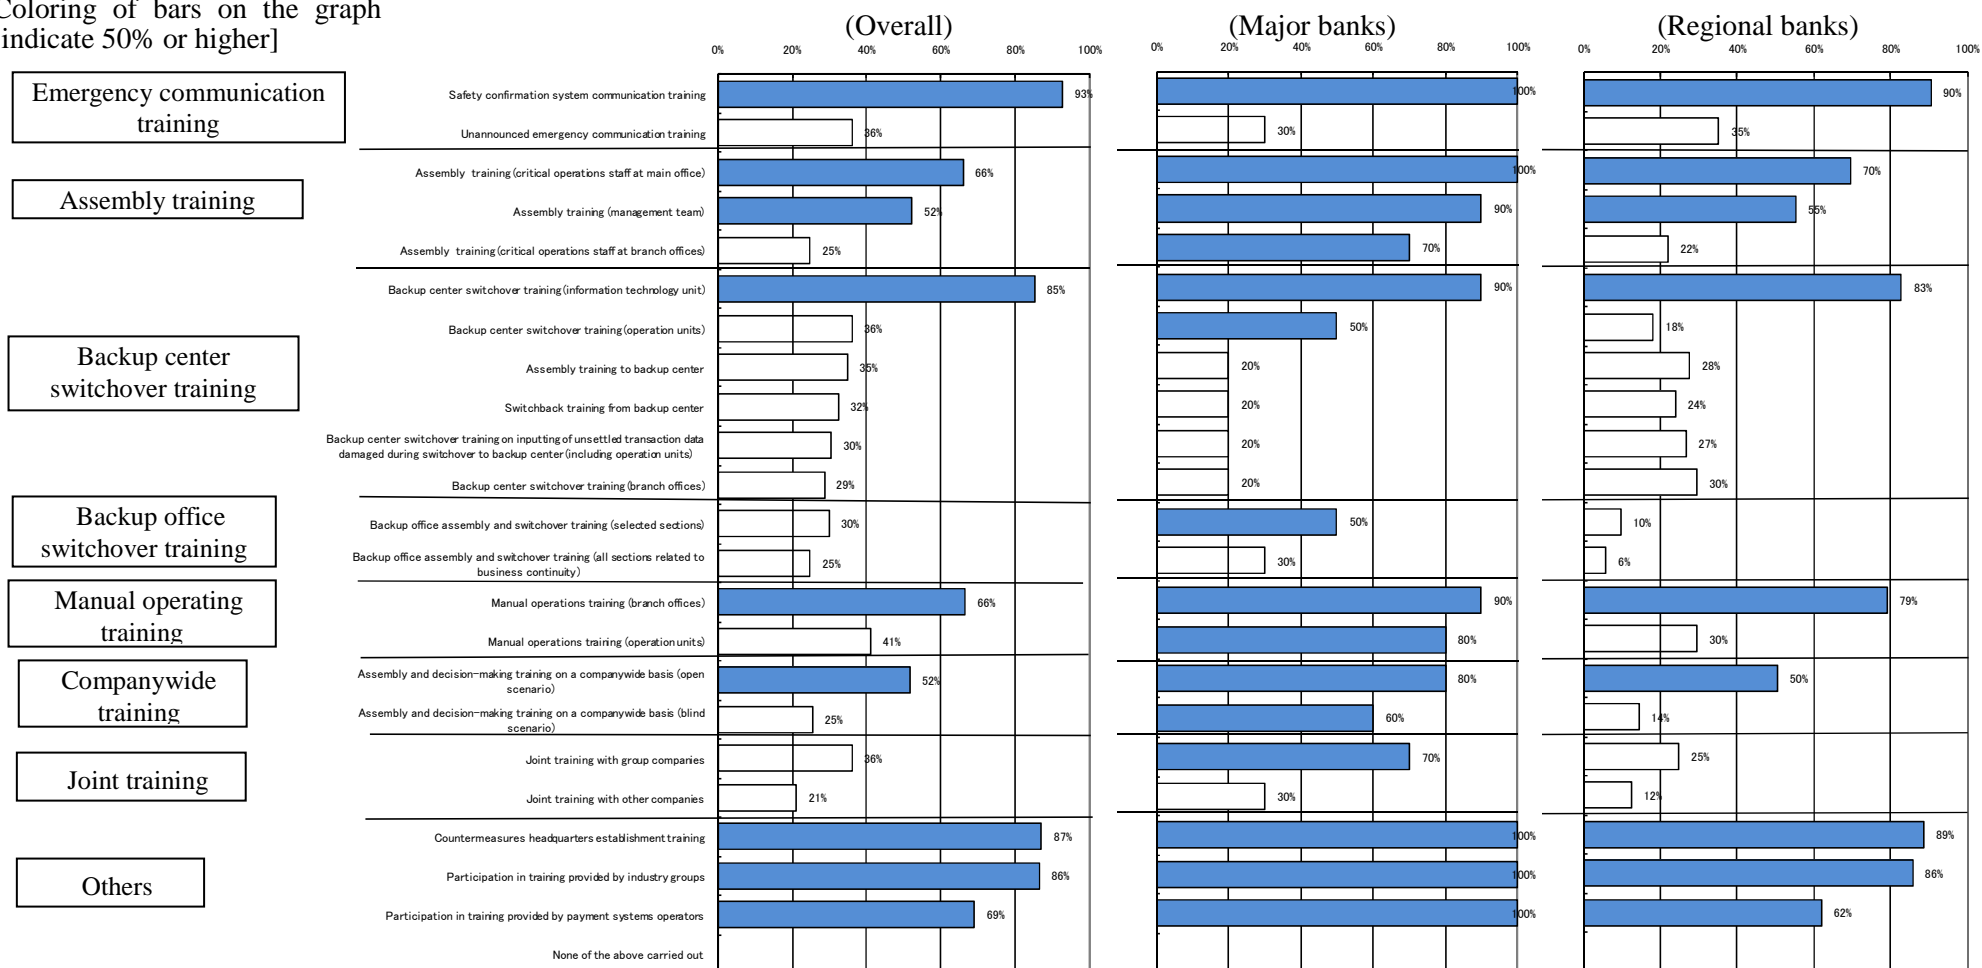 Coloring of bars on the graph
indicate 50% or higher]
(Overall)
(Major banks)
(Regional banks)
0% 20% 40% 60% 80% 100%
0% 20% 40% 60% 80% 100%
0% 20% 40% 60% 80% 100%
Emergency communication
training
Safety confirmation system communication training 93% 100% 90%
Unannounced emergency communication training 36% 30% 35%
Assembly training
Assembly training (critical operations staff at main office) 66% 100% 70%
Assembly training (management team) 52% 90% 55%
Assembly training (critical operations staff at branch offices) 25% 70% 22%
Backup center
switchover training
Backup center switchover training (information technology unit) 85% 90% 83%
Backup center switchover training (operation units) 36% 50% 18%
Assembly training to backup center 35% 20% 28%
Switchback training from backup center 32% 20% 24%
Backup center switchover training on inputting of unsettled transaction data
damaged during switchover to backup center (including operation units) 30% 20% 27%
Backup center switchover training (branch offices) 29% 20% 30%
Backup office
switchover training
Backup office assembly and switchover training (selected sections) 30% 50% 10%
Backup office assembly and switchover training (all sections related to
business continuity) 25% 30% 6%
Manual operating
training
Manual operations training (branch offices) 66% 90% 79%
Manual operations training (operation units) 41% 80% 30%
Companywide
training
Assembly and decision-making training on a companywide basis (open
scenario) 52% 80% 50%
Assembly and decision-making training on a companywide basis (blind
scenario) 25% 60% 14%
Joint training
Joint training with group companies 36% 70% 25%
Joint training with other companies 21% 30% 12%
Others
Countermeasures headquarters establishment training 87% 100% 89%
Participation in training provided by industry groups 86% 100% 86%
Participation in training provided by payment systems operators 69% 100% 62%
None of the above carried out